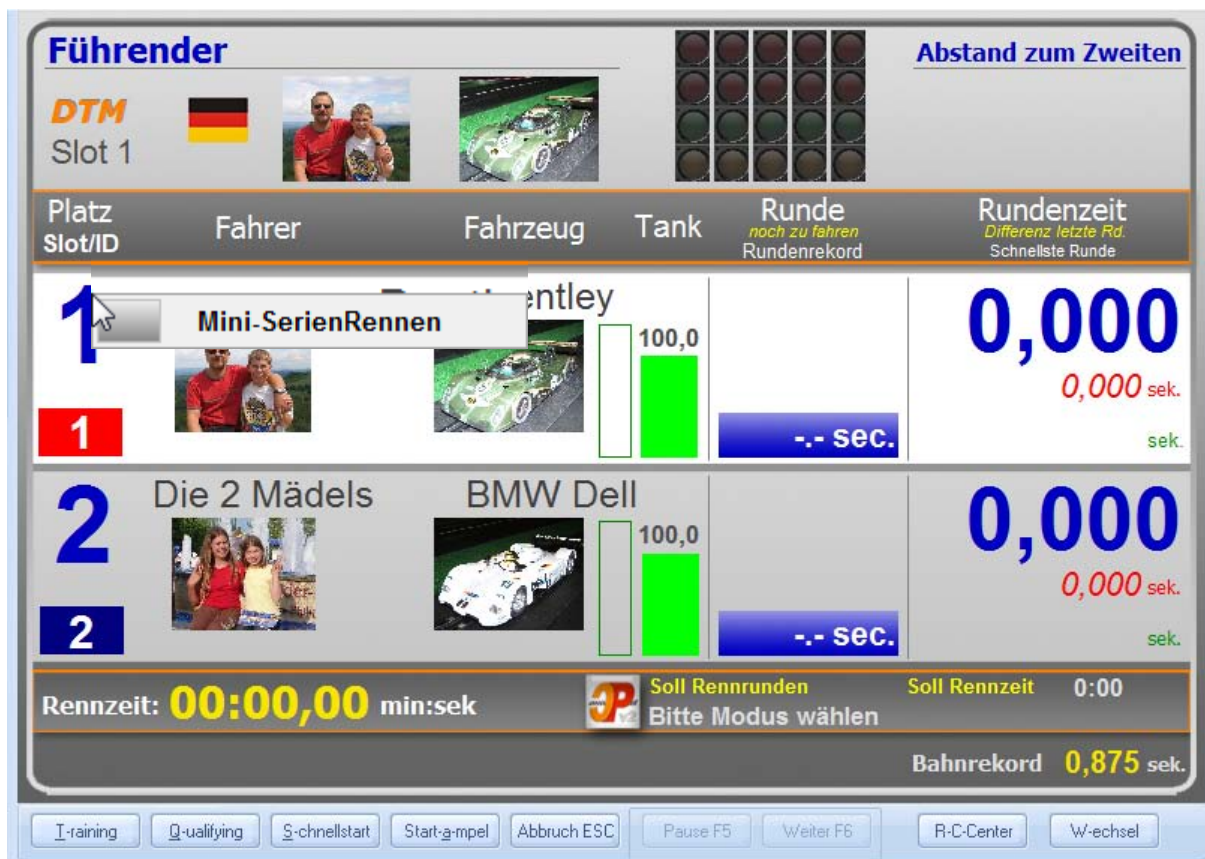 Führender
Abstand zum Zweiten
DTM
Slot 1
Platz
Slot/ID
Fahrer
Fahrzeug
Tank
Runde
noch zu fahren
Rundenrekord
Rundenzeit
Differenz letzte Rd.
Schnellste Runde
1
Mini-SerienRennen
entley
100,0
0,000
0,000 sek.
1
-.- sec.
sek.
2
Die 2 Mädels
BMW Dell
100,0
0,000
0,000 sek.
2
-.- sec.
sek.
Rennzeit: 00:00,00 min:sek
Soll Rennrunden
Bitte Modus wählen
Soll Rennzeit 0:00
Bahnrekord 0,875 sek.
T-raining
Q-ualifying
S-chnellstart
Start-a-mpel
Abbruch ESC
Pause F5
Weiter F6
R-C-Center
W-echsel